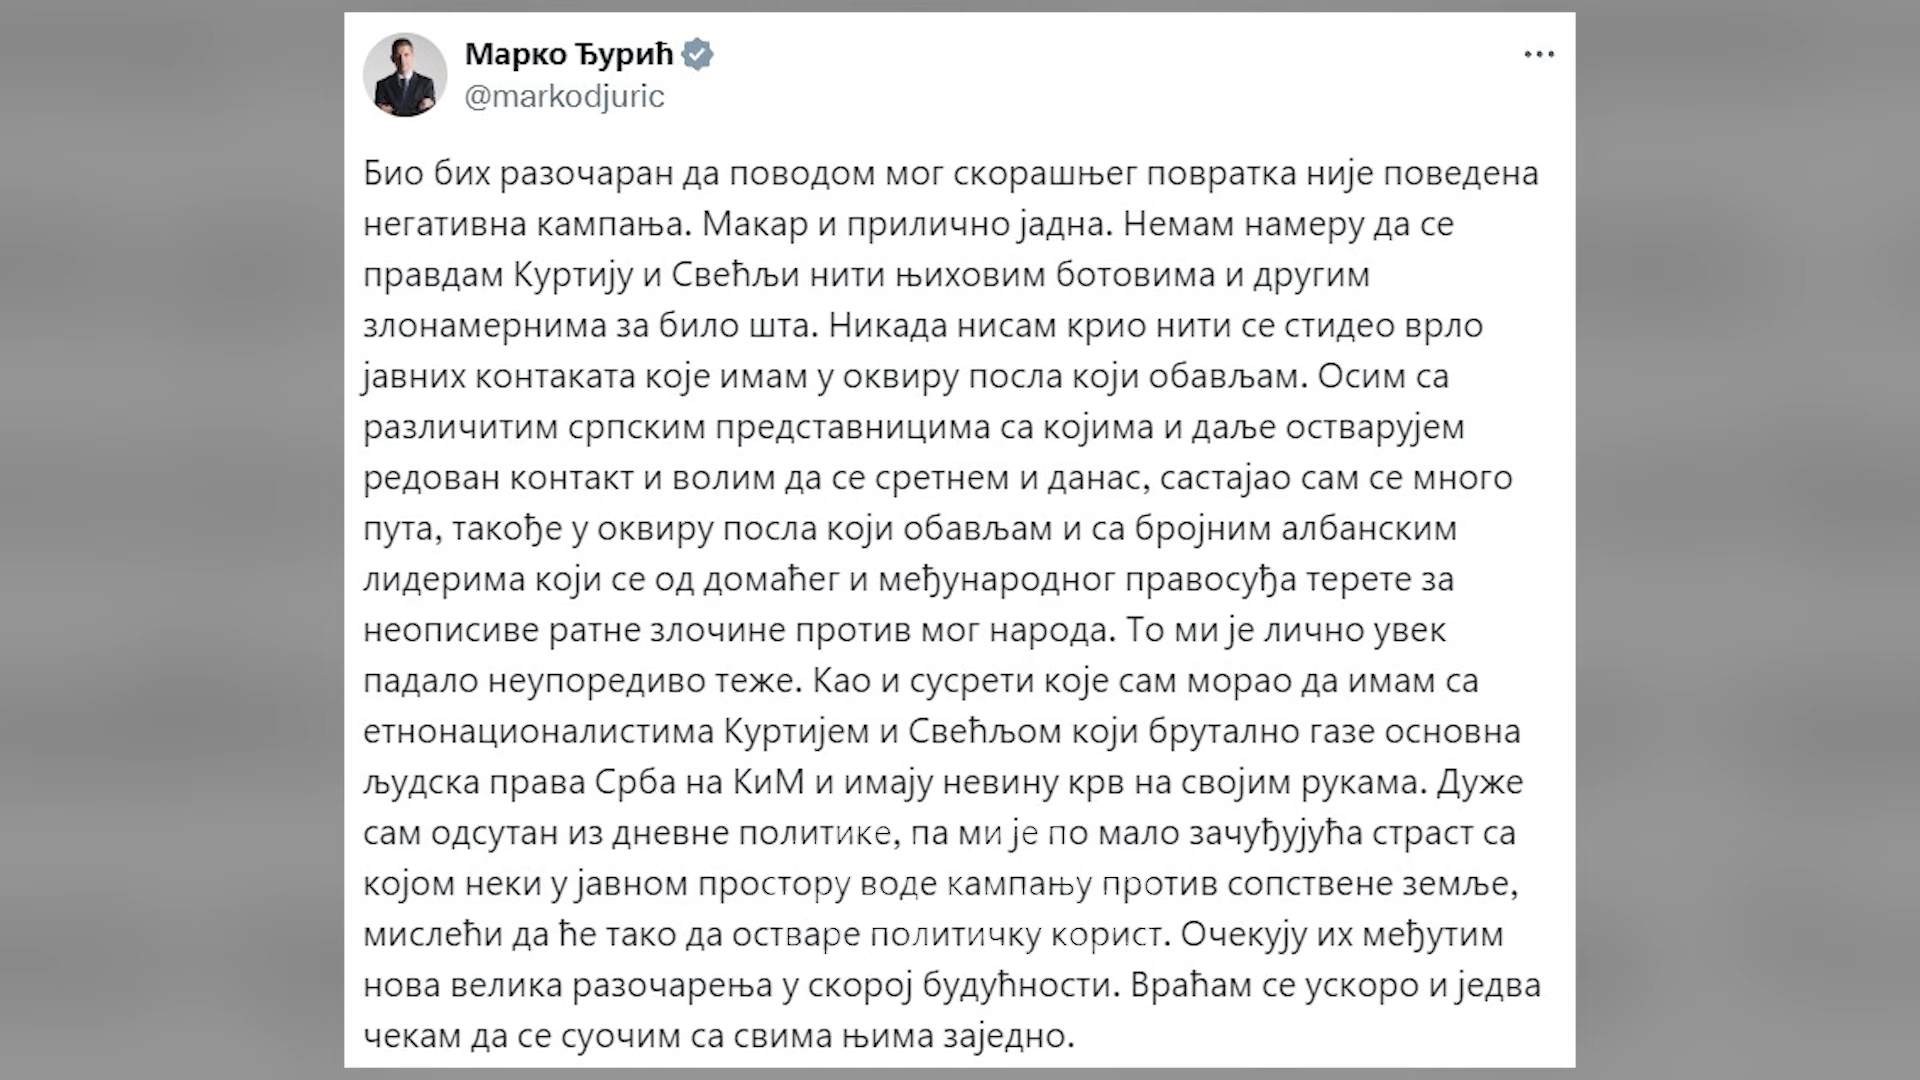 Марко Ђурић
@markodjuric
Био бих разочаран да поводом мог скорашњег повратка није поведена
негативна кампања. Макар и прилично јадна. Немам намеру да се
правдам Куртију и Свећљи нити њиховим ботовима и другим
злонамернима за било шта. Никада нисам крио нити се стидео врло
јавних контаката које имам у оквиру посла који обављам. Осим са
различитим српским представницима са којима и даље остварујем
редован контакт и волим да се сретнем и данас, састајао сам се много
пута, такође у оквиру посла који обављам и са бројним албанским
лидерима који се од домаћег и међународног правосуђа терете за
неописиве ратне злочине против мог народа. То ми је лично увек
падало неупоредиво теже. Као и сусрети које сам морао да имам са
етнонационалистима Куртијем и Свећљом који брутално газе основна
људска права Срба на КиМ и имају невину крв на својим рукама. Дуже
сам одсутан из дневне политике, па ми је по мало зачуђујућа страст са
којом неки у јавном простору воде кампању против сопствене земље,
мислећи да ће тако да остваре политичку корист. Очекују их међутим
нова велика разочарења у скорој будућности. Враћам се ускоро и једва
чекам да се суочим са свима њима заједно.